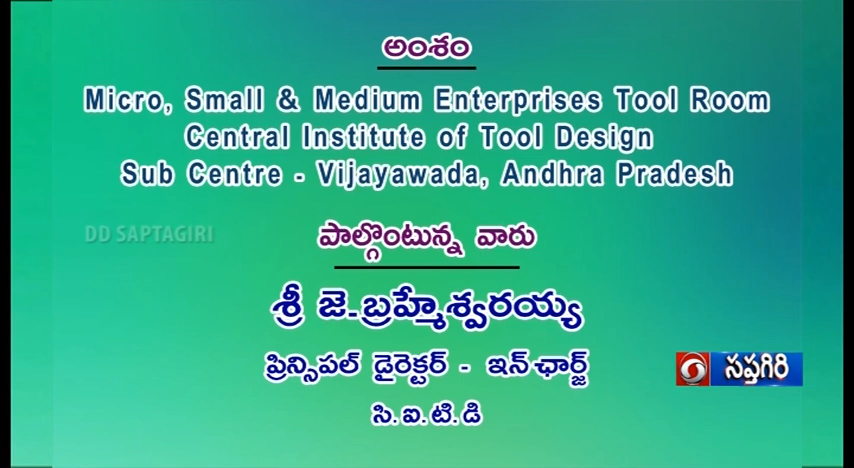 అంశం
Micro, Small & Medium Enterprises Tool Room
Central Institute of Tool Design
Sub Centre - Vijayawada, Andhra Pradesh
DD SAPTAGIRI
పాల్గొంటున్న వారు
శ్రీ జె.బ్రహ్మేశ్వరయ్య
ప్రిన్సిపల్ డైరెక్టర్ - ఇన్‌ఛార్జ్
సప్తగిరి
సి.ఐ.టి.డి